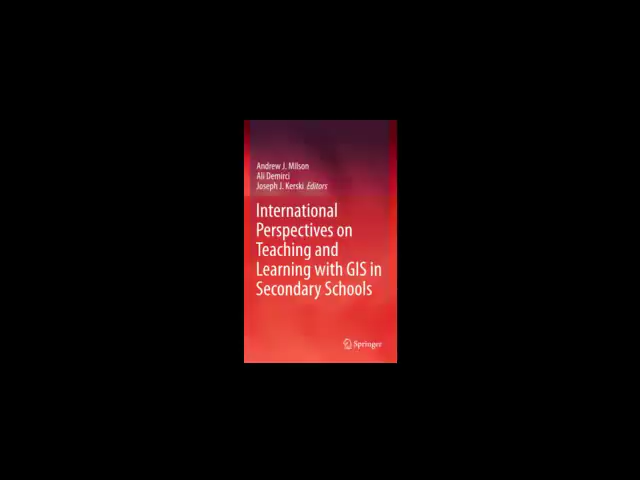 Andrew J. Milson
Ali Demirci
Joseph J. Kerski Editors
International
Perspectives on
Teaching and
Learning with GIS in
Secondary Schools
Springer